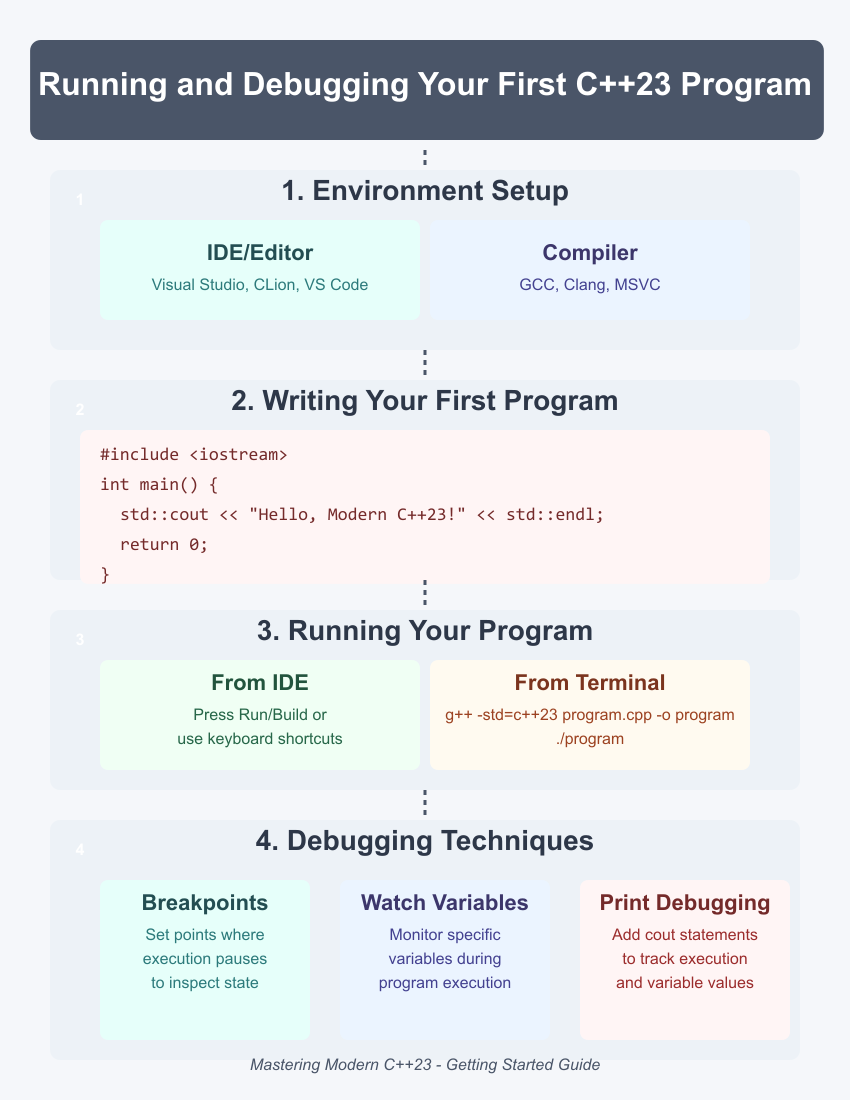 Running and Debugging Your First C++23 Program
1
1. Environment Setup
IDE/Editor
Visual Studio, CLion, VS Code
Compiler
GCC, Clang, MSVC
2
2. Writing Your First Program
#include <iostream>
int main() {
  std::cout << "Hello, Modern C++23!" << std::endl;
  return 0;
}
3
3. Running Your Program
From IDE
Press Run/Build or
use keyboard shortcuts
From Terminal
g++ -std=c++23 program.cpp -o program
./program
4
4. Debugging Techniques
Breakpoints
Set points where
execution pauses
to inspect state
Watch Variables
Monitor specific
variables during
program execution
Print Debugging
Add cout statements
to track execution
and variable values
Mastering Modern C++23 - Getting Started Guide